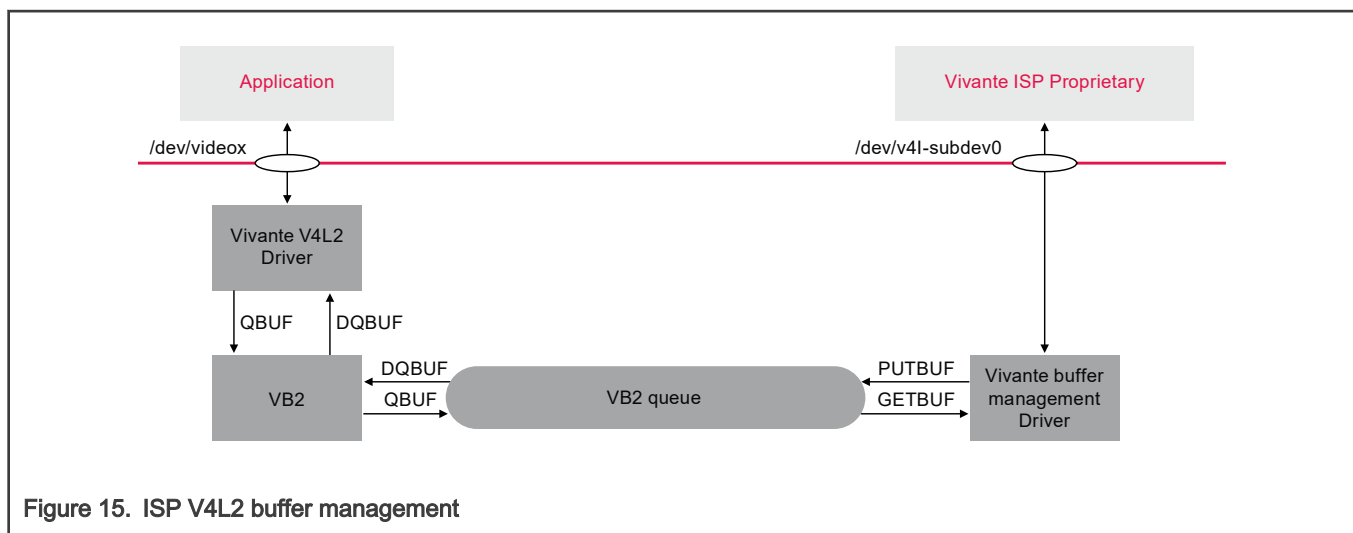 Application
Vivante ISP Proprietary
/dev/videox
/dev/v4l-subdev0
Vivante V4L2
Driver
QBUF
DQBUF
VB2
DQBUF
QBUF
VB2 queue
PUTBUF
GETBUF
Vivante buffer
management
Driver
Figure 15. ISP V4L2 buffer management